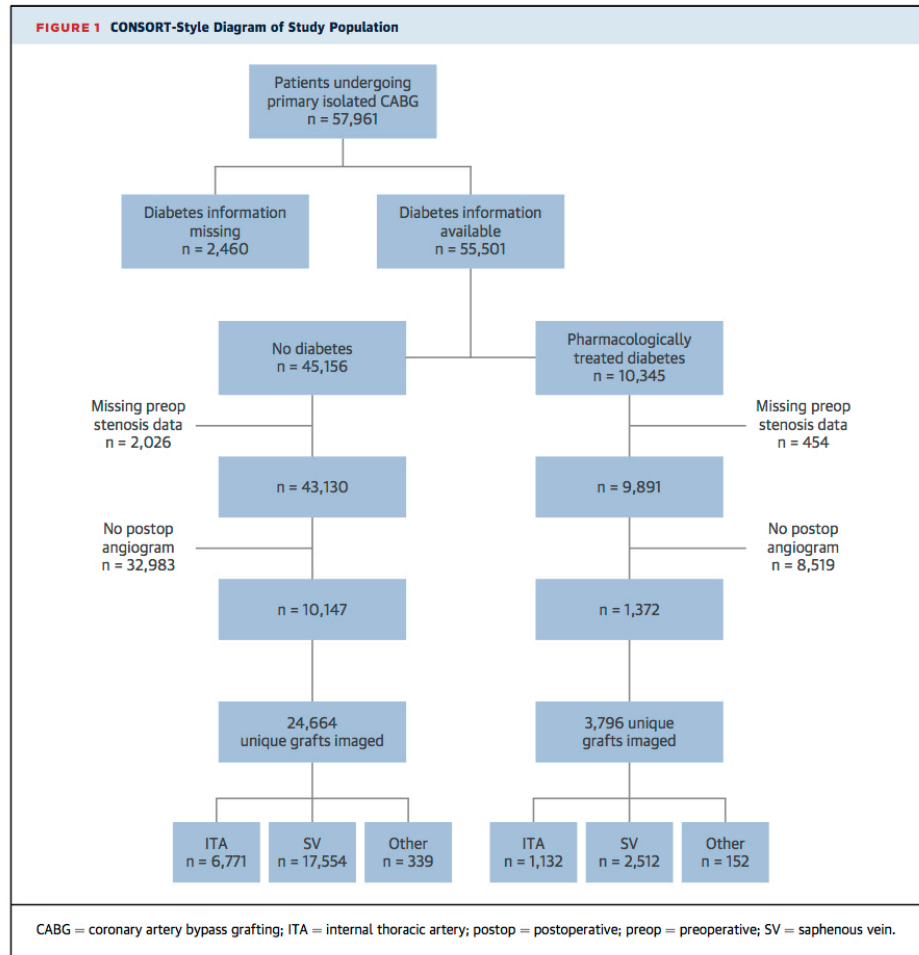 FIGURE 1 CONSORT-Style Diagram of Study Population
Patients undergoing
primary isolated CABG
n = 57,961
Diabetes information
missing
n = 2,460
Diabetes information
available
n = 55,501
No diabetes
n = 45,156
Pharmacologically
treated diabetes
n = 10,345
Missing preop
stenosis data
n = 2,026
Missing preop
stenosis data
n = 454
n = 43,130
n = 9,891
No postop
angiogram
n = 32,983
No postop
angiogram
n = 8,519
n = 10,147
n = 1,372
24,664
unique grafts imaged
3,796 unique
grafts imaged
ITA
n = 6,771
SV
n = 17,554
Other
n = 339
ITA
n = 1,132
SV
n = 2,512
Other
n = 152
CABG = coronary artery bypass grafting; ITA = internal thoracic artery; postop = postoperative; preop = preoperative; SV = saphenous vein.